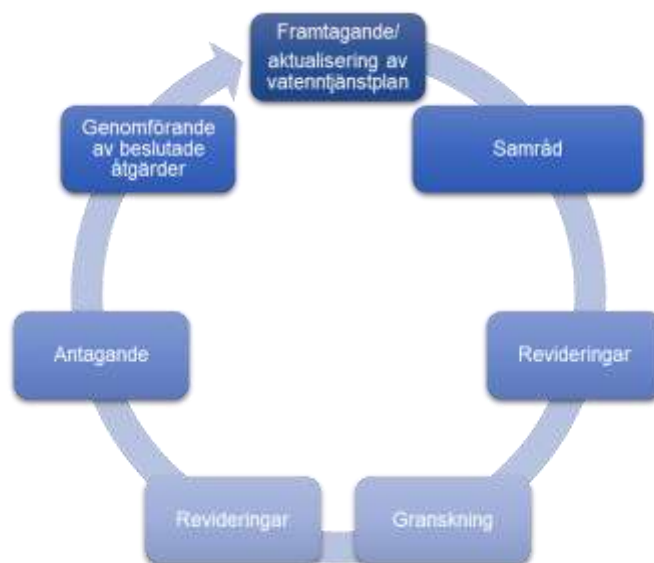 Framtagande/
aktualisering av
vatenntjänstplan
Samråd
Revideringar
Granskning
Revideringar
Antagande
Genomförande
av beslutade
åtgärder